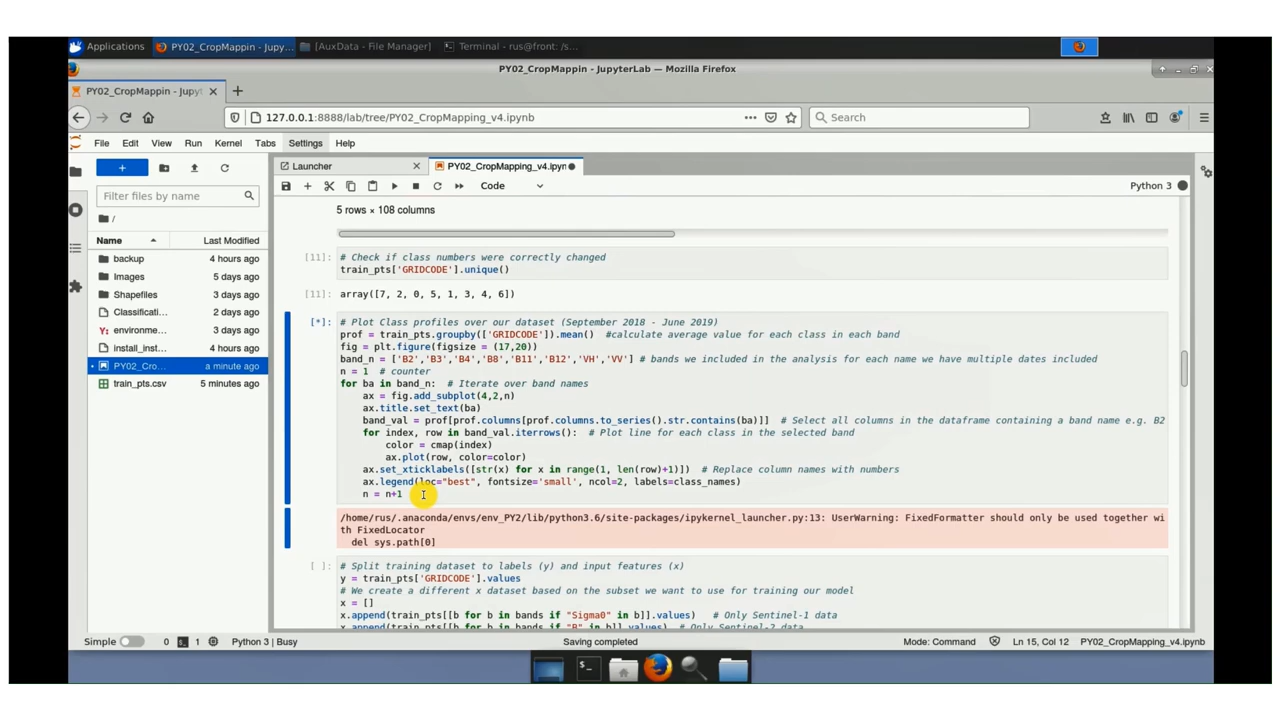 Applications
PY02_CropMappin - Jupy...
[AuxData - File Manager]
Terminal - rus@front: /s...
PY02_CropMappin - JupyterLab — Mozilla Firefox
PY02_CropMappin - Jupyt
127.0.0.1:8888/lab/tree/PY02_CropMapping_v4.ipynb
Search
File Edit View Run Kernel Tabs Settings Help
Launcher
PY02_CropMapping_v4.ipyn
Code
Python 3
Filter files by name
/
Name Last Modified
backup 4 hours ago
Images 5 days ago
Shapefiles 3 days ago
Classificati... 2 days ago
Y: environme... 3 days ago
install_inst... 3 days ago
PY02_Cro... a minute ago
train_pts.csv 5 minutes ago
5 rows × 108 columns
[11]: # Check if class numbers were correctly changed
train_pts['GRIDCODE'].unique()
[11]: array([7, 2, 0, 5, 1, 3, 4, 6])
[*]: # Plot Class profiles over our dataset (September 2018 - June 2019)
prof = train_pts.groupby(['GRIDCODE']).mean() #calculate average value for each class in each band
fig = plt.figure(figsize = (17,20))
band_n = ['B2','B3','B4','B8','B11','B12','VH','VV'] # bands we included in the analysis for each name we have multiple dates included
n = 1 # counter
for ba in band_n: # Iterate over band names
ax = fig.add_subplot(4,2,n)
ax.title.set_text(ba)
band_val = prof[prof.columns[prof.columns.to_series().str.contains(ba)]] # Select all columns in the dataframe containing a band name e.g. B2
for index, row in band_val.iterrows(): # Plot line for each class in the selected band
color = cmap(index)
ax.plot(row, color=color)
ax.set_xticklabels([str(x) for x in range(1, len(row)+1)]) # Replace column names with numbers
ax.legend(loc="best", fontsize='small', ncol=2, labels=class_names)
n = n+1
/home/rus/.anaconda/envs/env_PY2/lib/python3.6/site-packages/ipykernel_launcher.py:13: UserWarning: FixedFormatter should only be used together wi
th FixedLocator
del sys.path[0]
[ ]: # Split training dataset to labels (y) and input features (x)
y = train_pts['GRIDCODE'].values
# We create a different x dataset based on the subset we want to use for training our model
x = []
x.append(train_pts[[b for b in bands if "Sigma0" in b]].values) # Only Sentinel-1 data
x.append(train_pts[[b for b in bands if "B" in b]].values) # Only Sentinel-2 data
Simple 0 1 Python 3 | Busy Saving completed Mode: Command Ln 15, Col 12 PY02_CropMapping_v4.ipynb